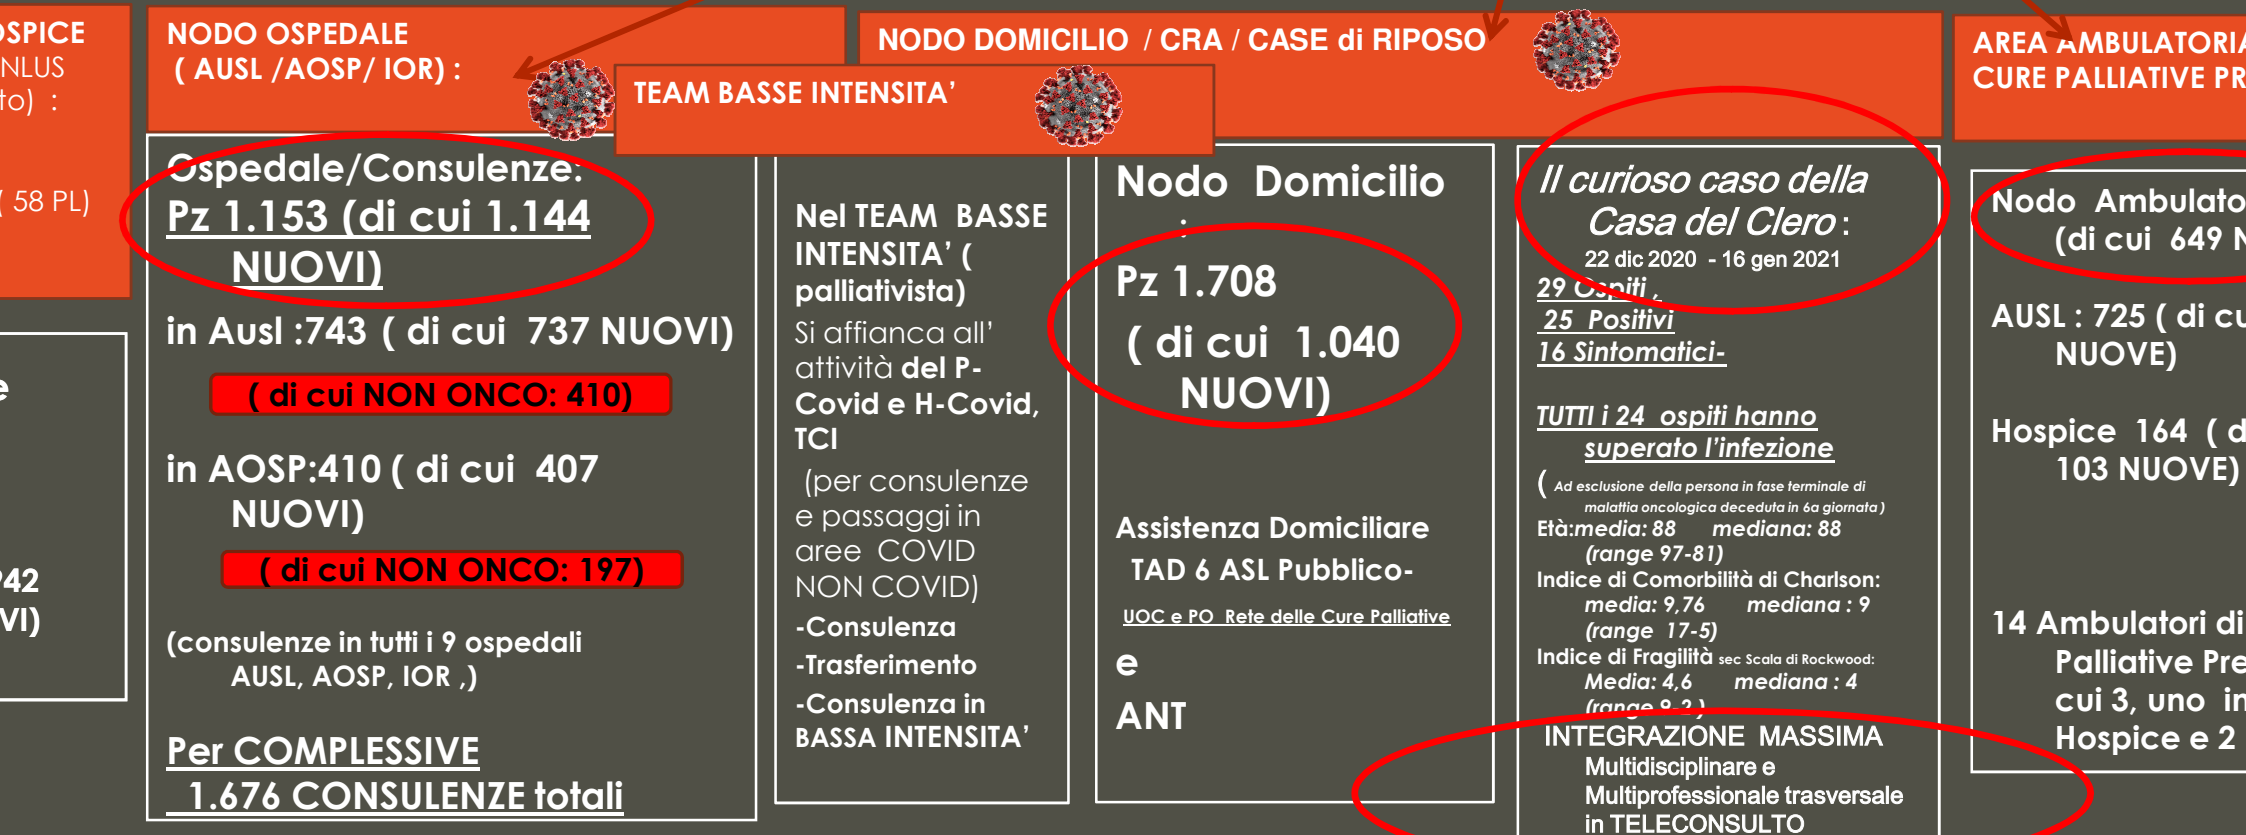 OSPICE
NLUS
to) :
( 58 PL)
942
VI)
NODO OSPEDALE
( AUSL /AOSP/ IOR) :
Ospedale/Consulenze:
Pz 1.153 (di cui 1.144
NUOVI)
in Ausl :743 ( di cui 737 NUOVI)
( di cui NON ONCO: 410)
in AOSP:410 ( di cui 407
NUOVI)
( di cui NON ONCO: 197)
(consulenze in tutti i 9 ospedali
AUSL, AOSP, IOR ,)
Per COMPLESSIVE
1.676 CONSULENZE totali
NODO DOMICILIO / CRA / CASE di RIPOSO
TEAM BASSE INTENSITA’
Nel TEAM BASSE
INTENSITA’ (
palliativista)
Si affianca all’
attività del P-
Covid e H-Covid,
TCI
(per consulenze
e passaggi in
aree COVID
NON COVID)
-Consulenza
-Trasferimento
-Consulenza in
BASSA INTENSITA’
Nodo Domicilio
:
Pz 1.708
( di cui 1.040
NUOVI)
Assistenza Domiciliare
TAD 6 ASL Pubblico-
UOC e PO Rete delle Cure Palliative
e
ANT
Il curioso caso della
Casa del Clero :
22 dic 2020 - 16 gen 2021
29 Ospiti ,
25 Positivi
16 Sintomatici-
TUTTI i 24 ospiti hanno
superato l’infezione
( Ad esclusione della persona in fase terminale di
malattia oncologica deceduta in 6a giornata )
Età:media: 88 mediana: 88
(range 97-81)
Indice di Comorbilità di Charlson:
media: 9,76 mediana : 9
(range 17-5)
Indice di Fragilità sec Scala di Rockwood:
Media: 4,6 mediana : 4
(range 9-2 )
INTEGRAZIONE MASSIMA
Multidisciplinare e
Multiprofessionale trasversale
in TELECONSULTO
AREA AMBULATORIA
CURE PALLIATIVE PR
Nodo Ambulato
(di cui 649 N
AUSL : 725 ( di cu
NUOVE)
Hospice 164 ( d
103 NUOVE)
14 Ambulatori di
Palliative Pre
cui 3, uno in
Hospice e 2